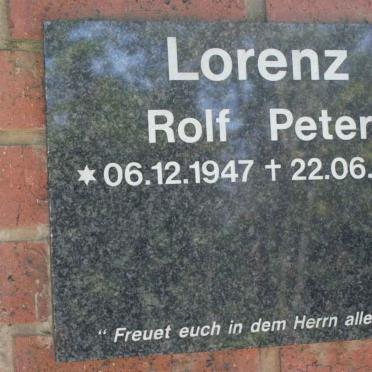 Lorenz
Rolf Peter
✶ 06.12.1947 † 22.06.
“ Freuet euch in dem Herrn alle